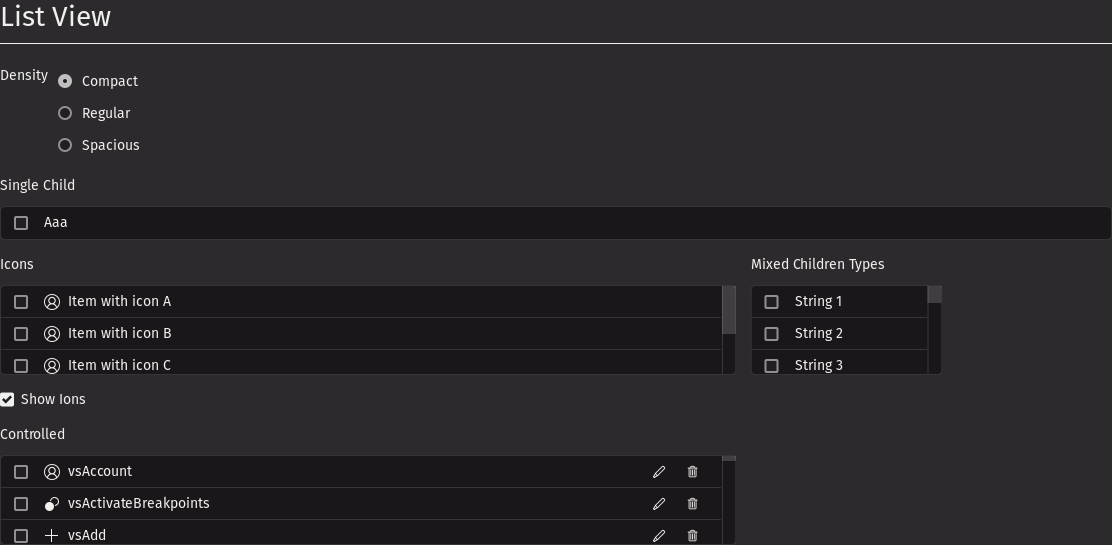 List View
Density
Compact
Regular
Spacious
Single Child
Aaa
Icons
Item with icon A
Item with icon B
Item with icon C
Mixed Children Types
String 1
String 2
String 3
Show Ions
Controlled
vsAccount
vsActivateBreakpoints
vsAdd